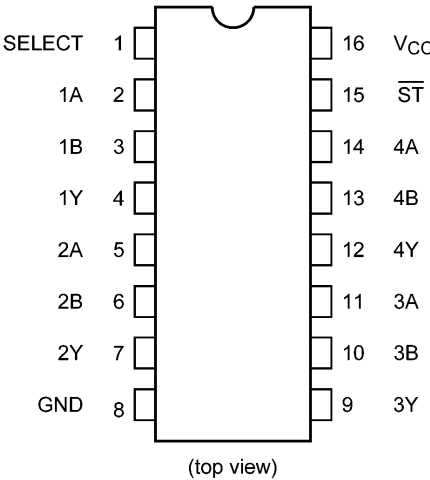 SELECT 1 16 VCC
1A 2 15 ST
1B 3 14 4A
1Y 4 13 4B
2A 5 12 4Y
2B 6 11 3A
2Y 7 10 3B
GND 8 9 3Y
(top view)